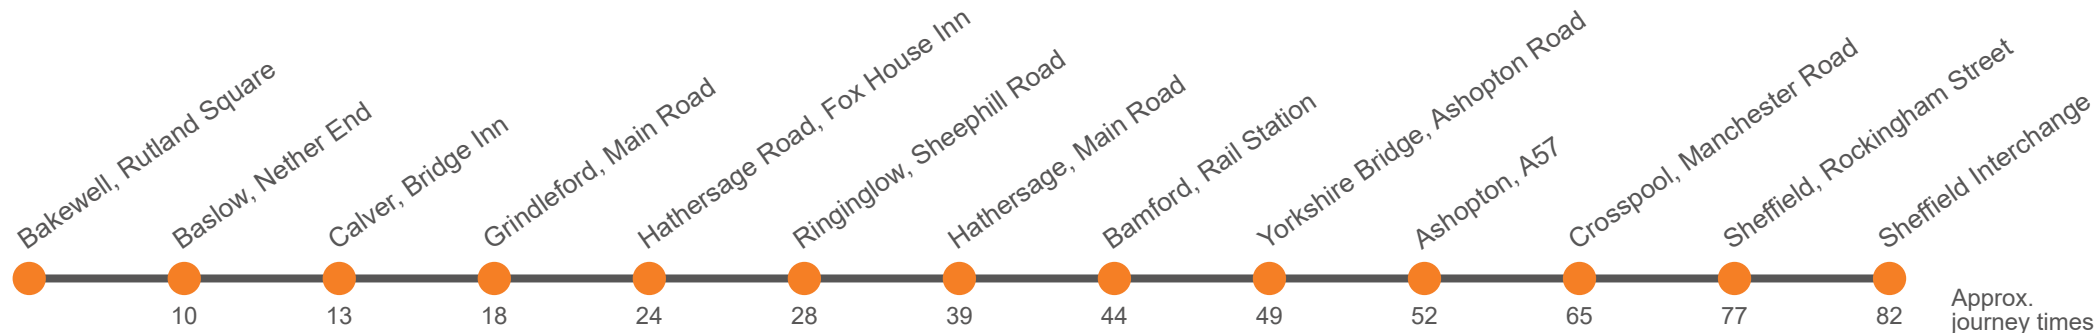 Bakewell, Rutland Square
Baslow, Nether End
Calver, Bridge Inn
Grindleford, Main Road
Hathersage Road, Fox House Inn
Ringinglow, Sheephill Road
Hathersage, Main Road
Bamford, Rail Station
Yorkshire Bridge, Ashopton Road
Ashopton, A57
Crosspool, Manchester Road
Sheffield, Rockingham Street
Sheffield Interchange
10 13 18 24 28 39 44 49 52 65 77 82
Approx.
journey times